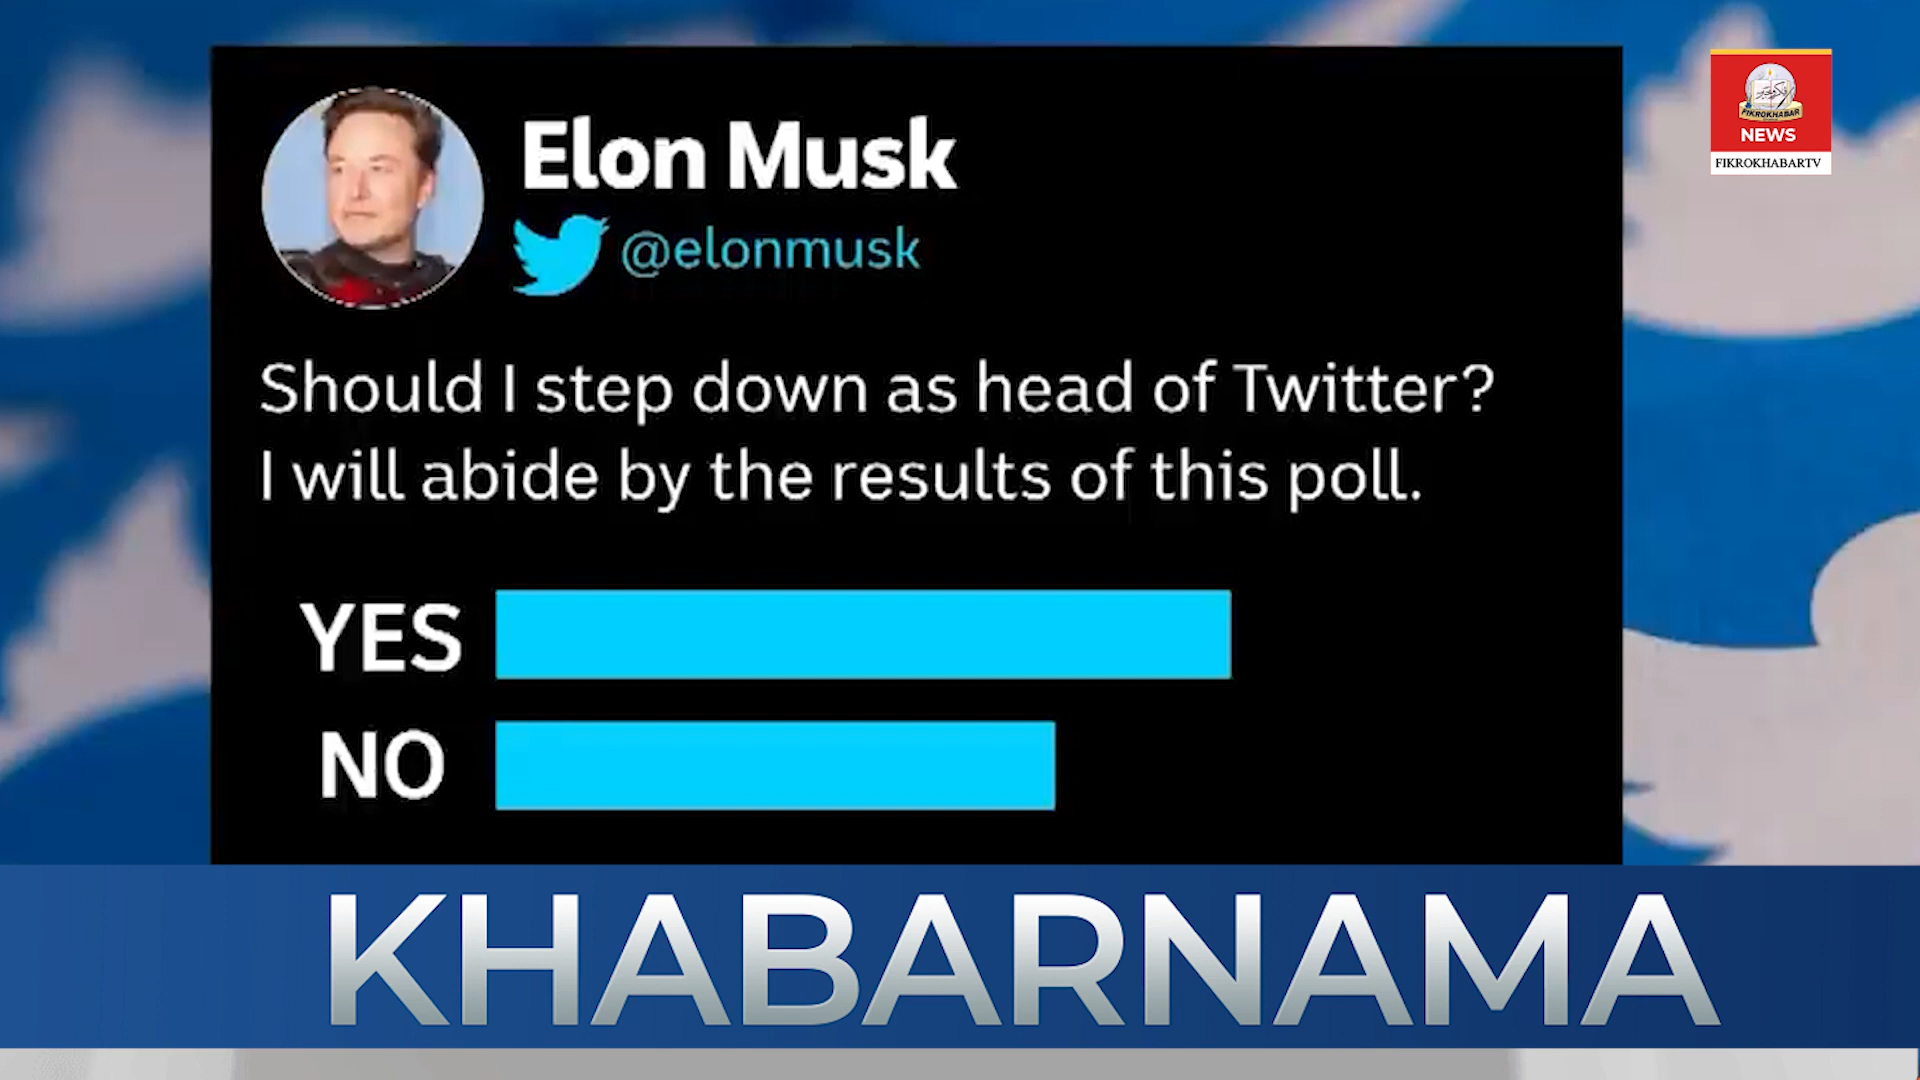 Elon Musk
@elonmusk
Should I step down as head of Twitter?
I will abide by the results of this poll.
YES
NO
FIKROKHABAR
NEWS
FIKROKHABARTV
KHABARNAMA